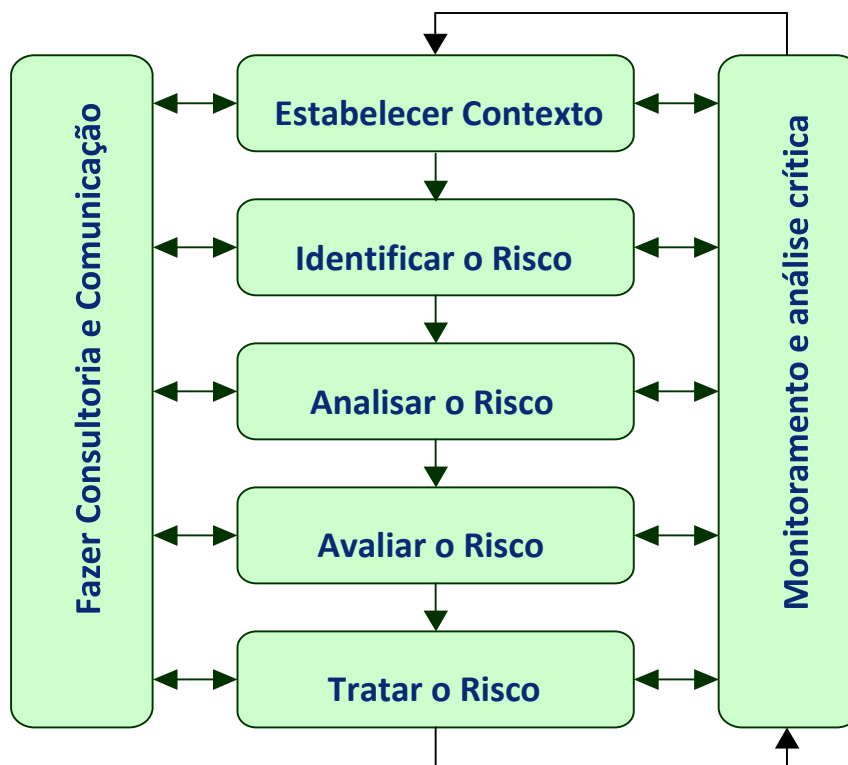 Fazer Consultoria e Comunicação
Estabelecer Contexto
Identificar o Risco
Analisar o Risco
Avaliar o Risco
Tratar o Risco
Monitoramento e análise crítica